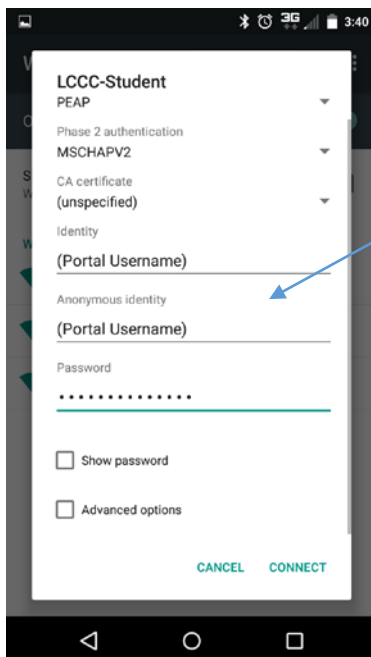 3G 3:40
W
LCCC-Student
PEAP
Phase 2 authentication
MSCHAPV2
CA certificate
(unspecified)
Identity
(Portal Username)
Anonymous identity
(Portal Username)
Password
Show password
Advanced options
CANCEL CONNECT